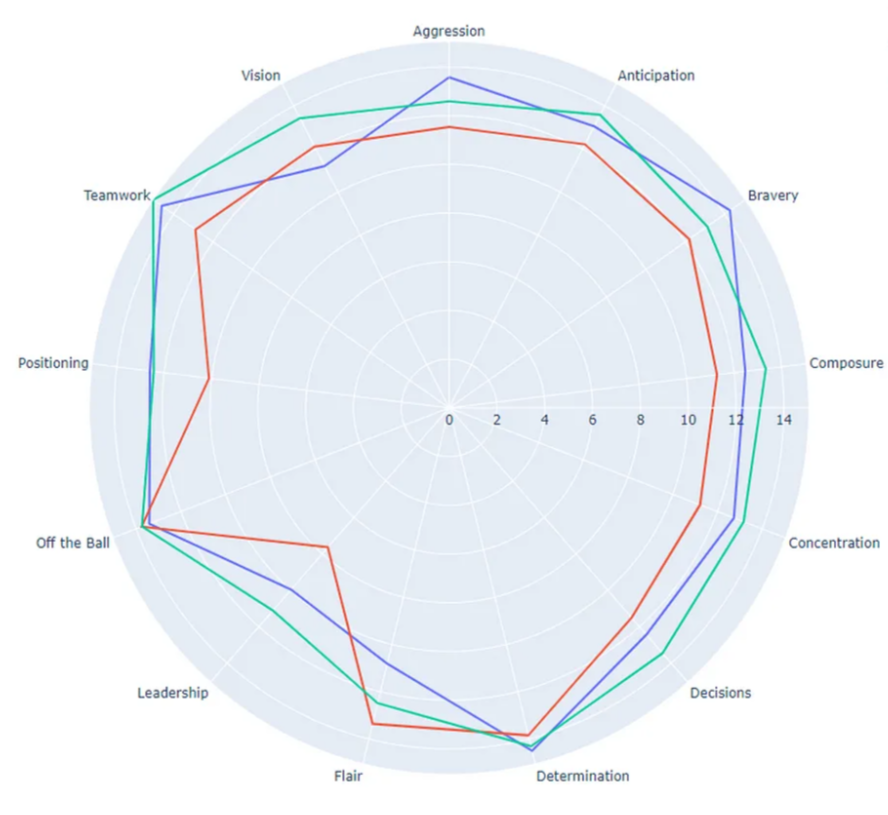 Aggression
Vision
Anticipation
Teamwork
Bravery
Positioning
Composure
0 2 4 6 8 10 12 14
Off the Ball
Concentration
Leadership
Decisions
Flair
Determination